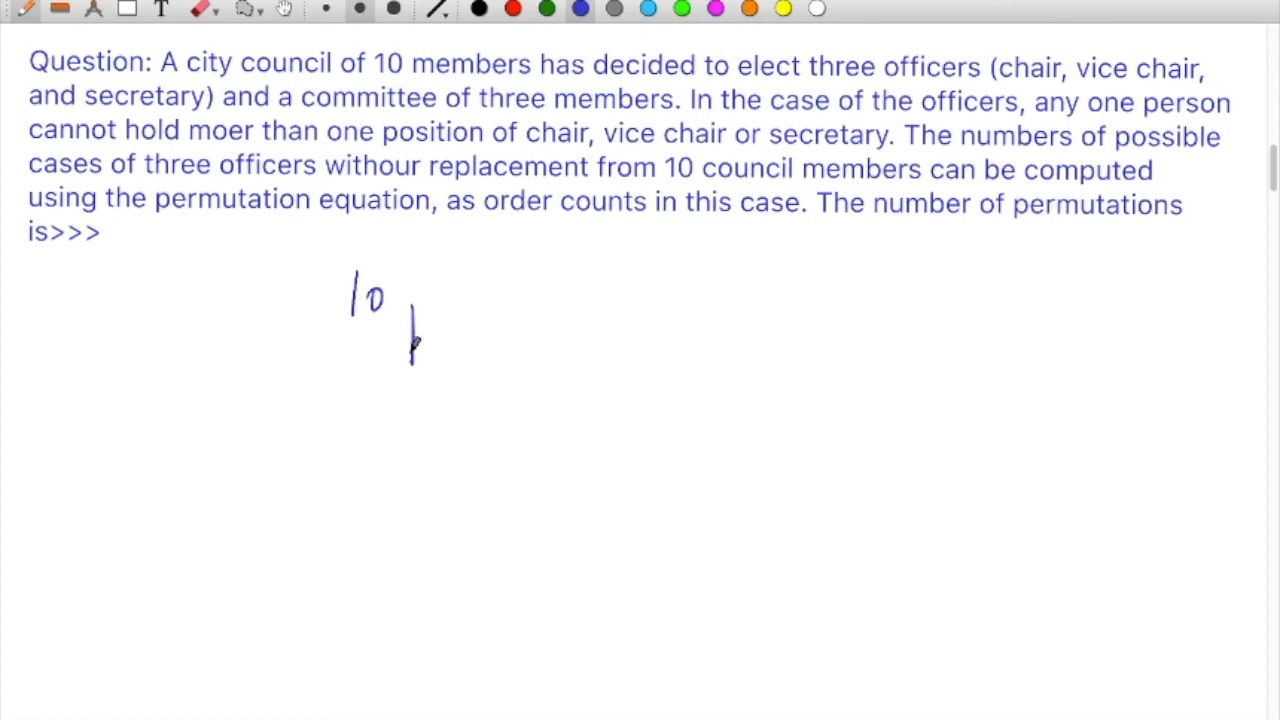 T
Question: A city council of 10 members has decided to elect three officers (chair, vice chair,
and secretary) and a committee of three members. In the case of the officers, any one person
cannot hold moer than one position of chair, vice chair or secretary. The numbers of possible
cases of three officers withour replacement from 10 council members can be computed
using the permutation equation, as order counts in this case. The number of permutations
is>>>
10